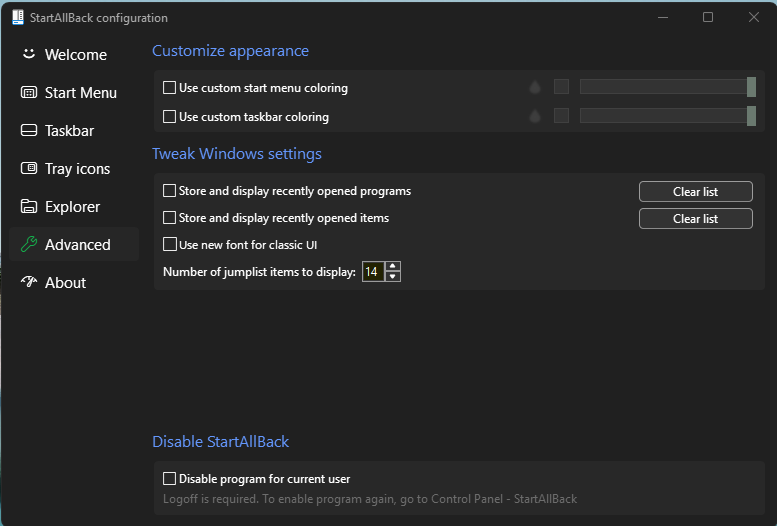 StartAllBack configuration
Welcome
Start Menu
Taskbar
Tray icons
Explorer
Advanced
About
Customize appearance
Use custom start menu coloring
Use custom taskbar coloring
Tweak Windows settings
Store and display recently opened programs
Clear list
Store and display recently opened items
Clear list
Use new font for classic UI
Number of jumplist items to display: 14
Disable StartAllBack
Disable program for current user
Logoff is required. To enable program again, go to Control Panel - StartAllBack